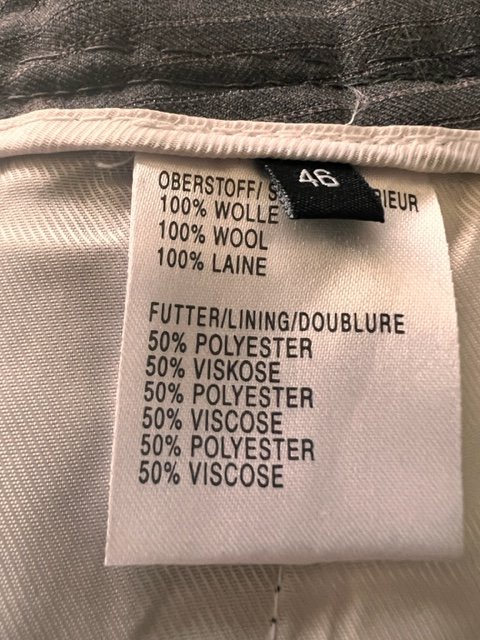 46
OBERSTOFF/
100% WOLLE
100% WOOL
100% LAINE
FUTTER/LINING/DOUBLURE
50% POLYESTER
50% VISKOSE
50% POLYESTER
50% VISCOSE
50% POLYESTER
50% VISCOSE